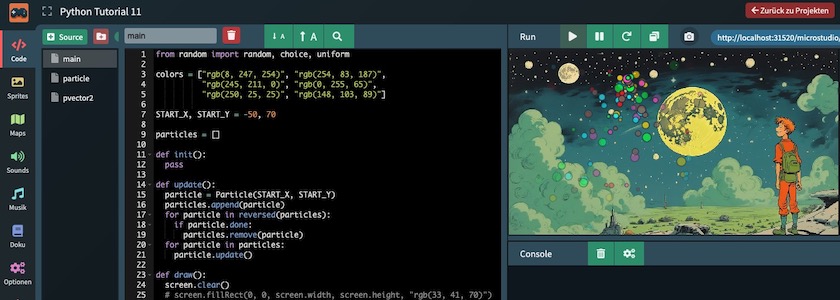 Python Tutorial 11
Zurück zu Projekten
Code
Sprites
Maps
Sounds
Musik
Doku
Optionen
Source
main
particle
pvector2
main
1 from random import random, choice, uniform
2
3 colors = ["rgb(8, 247, 254)", "rgb(254, 83, 187)",
4 "rgb(245, 211, 0)", "rgb(0, 255, 65)",
5 "rgb(250, 25, 25)", "rgb(148, 103, 89)"]
6
7 START_X, START_Y = -50, 70
8
9 particles = []
10
11 def init():
12 pass
13
14 def update():
15 particle = Particle(START_X, START_Y)
16 particles.append(particle)
17 for particle in reversed(particles):
18 if particle.done:
19 particles.remove(particle)
20 for particle in particles:
21 particle.update()
22
23 def draw():
24 screen.clear()
25 # screen.fillRect(0, 0, screen.width, screen.height, "rgb(33, 41, 70)")
Run
http://localhost:31520/microstudio/
Console